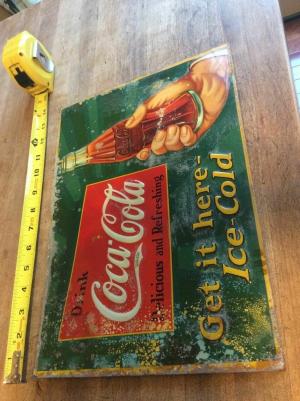 Drink
Coca-Cola
Delicious and Refreshing
Get it here-
Ice-Cold